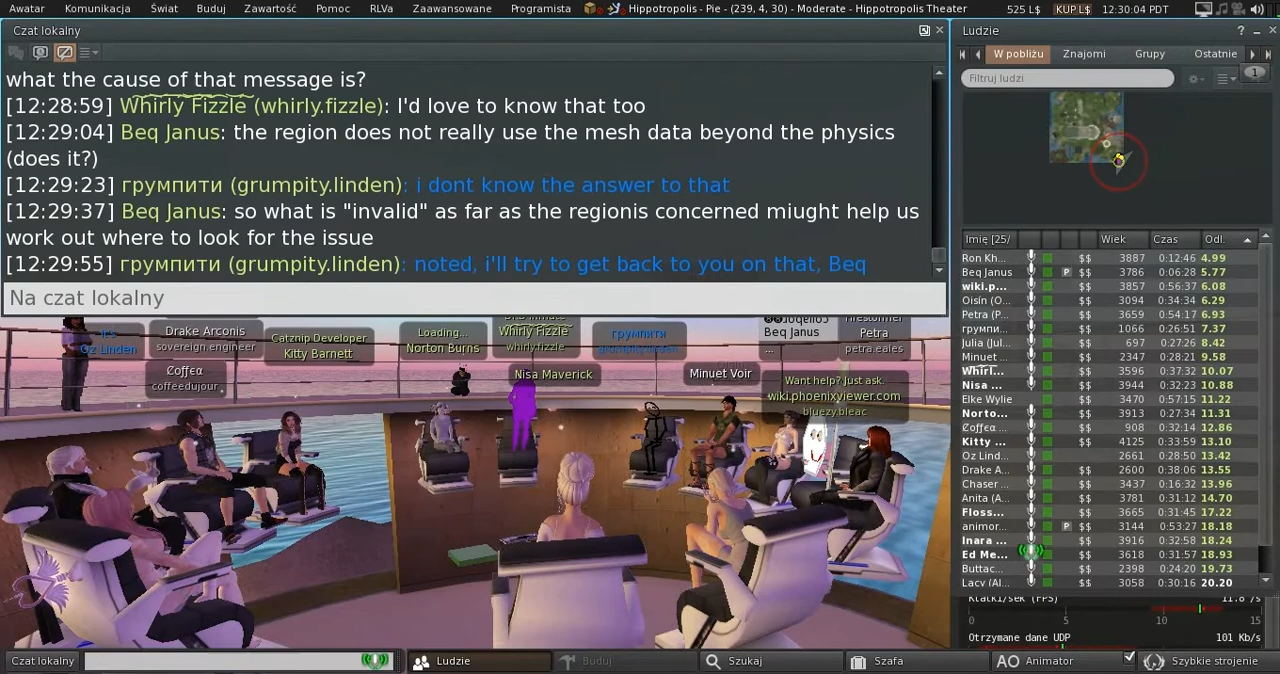 Awatar Komunikacja Świat Buduj Zawartość Pomoc RLVa Zaawansowane Programista Hippotropolis - Pie - (239, 4, 30) - Moderate - Hippotropolis Theater 525 L$ KUP L$ 12:30:04 PDT
Czat lokalny
what the cause of that message is?
[12:28:59] Whirly Fizzle (whirly.fizzle): I'd love to know that too
[12:29:04] Beq Janus: the region does not really use the mesh data beyond the physics
(does it?)
[12:29:23] грумпити (grumpity.linden): i dont know the answer to that
[12:29:37] Beq Janus: so what is "invalid" as far as the regionis concerned miught help us
work out where to look for the issue
[12:29:55] грумпити (grumpity.linden): noted, i'll try to get back to you on that, Beq
Na czat lokalny
It's
Oz Linden
Drake Arconis
sovereign.engineer
Coffeeα
coffeedujour
Catznip Developer
Kitty Barnett
Loading...
Norton Burns
Whirly Fizzle
whirly.fizzle
Nisa Maverick
грумпити
grumpity.linden
Minuet Voir
Beq Janus
...
Petra
petra.eales
Want help? Just ask.
wiki.phoenixviewer.com
bluezy.bleac
Ludzie
? _ ×
W pobliżu Znajomi Grupy Ostatnie
Filtruj ludzi
1
Imię [25/ Wiek Czas Odl.
Ron Kh... $$ 3887 0:12:46 4.99
Beq Janus P $$ 3786 0:06:28 5.77
wiki.p... $$ 3857 0:56:37 6.08
Oisín (O... $$ 3094 0:34:34 6.29
Petra (P... $$ 3659 0:54:17 6.93
грумпи... $$ 1066 0:26:51 7.37
Julia (Jul... $$ 697 0:27:26 8.42
Minuet ... $$ 2347 0:28:21 9.58
Whirl... $$ 3596 0:37:32 10.07
Nisa ... $$ 3944 0:32:23 10.88
Elke Wylie $$ 3470 0:57:15 11.22
Norto... $$ 3913 0:27:34 11.31
$$ 908 0:32:14 12.86
Kitty ... $$ 4125 0:33:59 13.10
Oz Lind... 2661 0:28:50 13.42
Drake A... $$ 2600 0:38:06 13.55
Chaser ... $$ 3437 0:16:32 13.96
Anita (A... $$ 3781 0:31:12 14.70
Floss... $$ 3665 0:31:45 17.22
animor... P $$ 3144 0:53:27 18.18
Inara ... $$ 3916 0:32:58 18.24
Ed Me... $$ 3618 0:31:57 18.93
Buttac... $$ 2398 0:24:20 19.73
Lacy (Al... $$ 3058 0:30:16 20.20
Klatki/sek (FPS) 11.8 /s
0 5 10 15
Otrzymane dane UDP 101 Kb/s
Czat lokalny Ludzie Buduj Szukaj Szafa AO Animator Szybkie strojenie